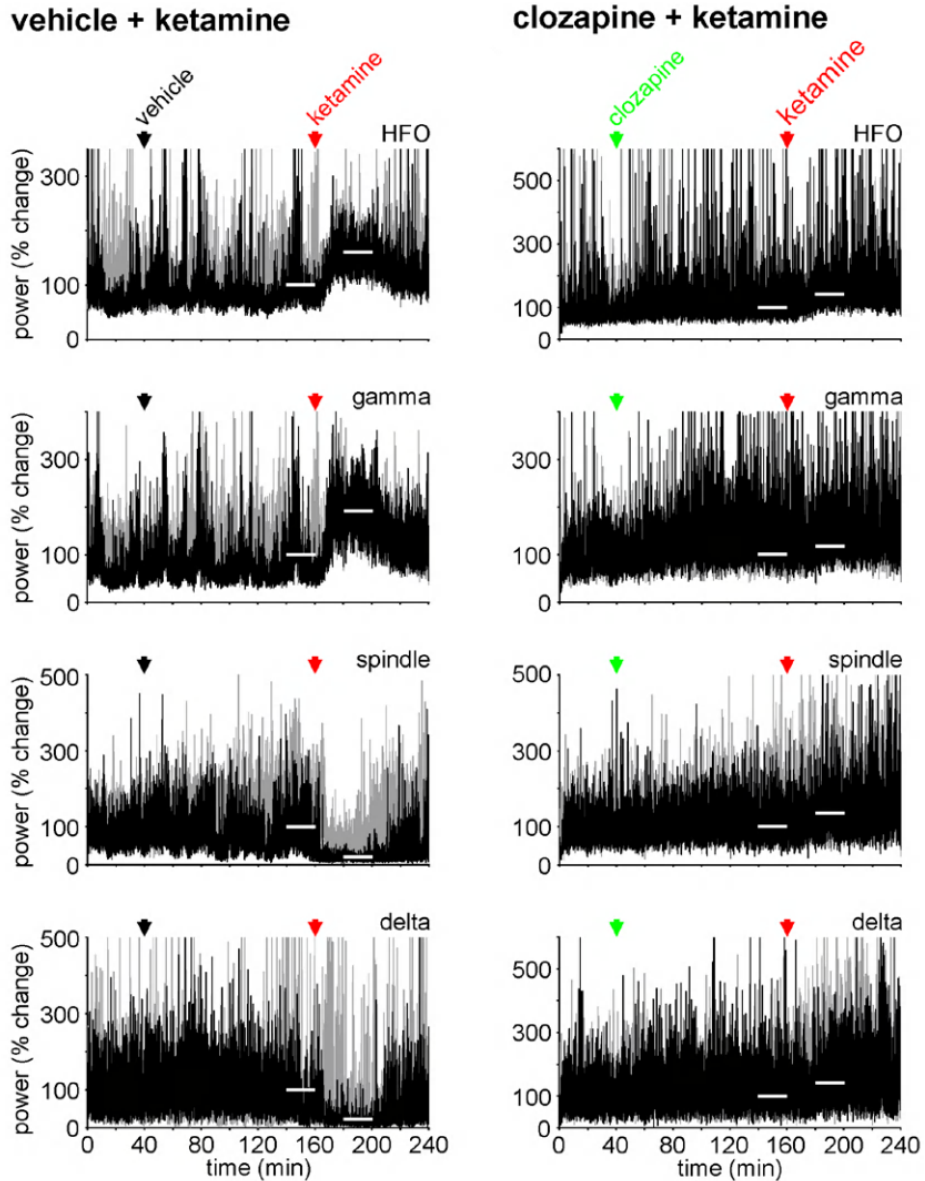 vehicle + ketamine
clozapine + ketamine
vehicle
ketamine
clozapine
ketamine
HFO
HFO
power (% change)
300
100
0
500
300
100
0
gamma
gamma
power (% change)
300
100
0
300
100
0
spindle
spindle
power (% change)
500
300
100
0
500
300
100
0
delta
delta
power (% change)
500
300
100
0
500
300
100
0
0 40 80 120 160 200 240
0 40 80 120 160 200 240
time (min)
time (min)